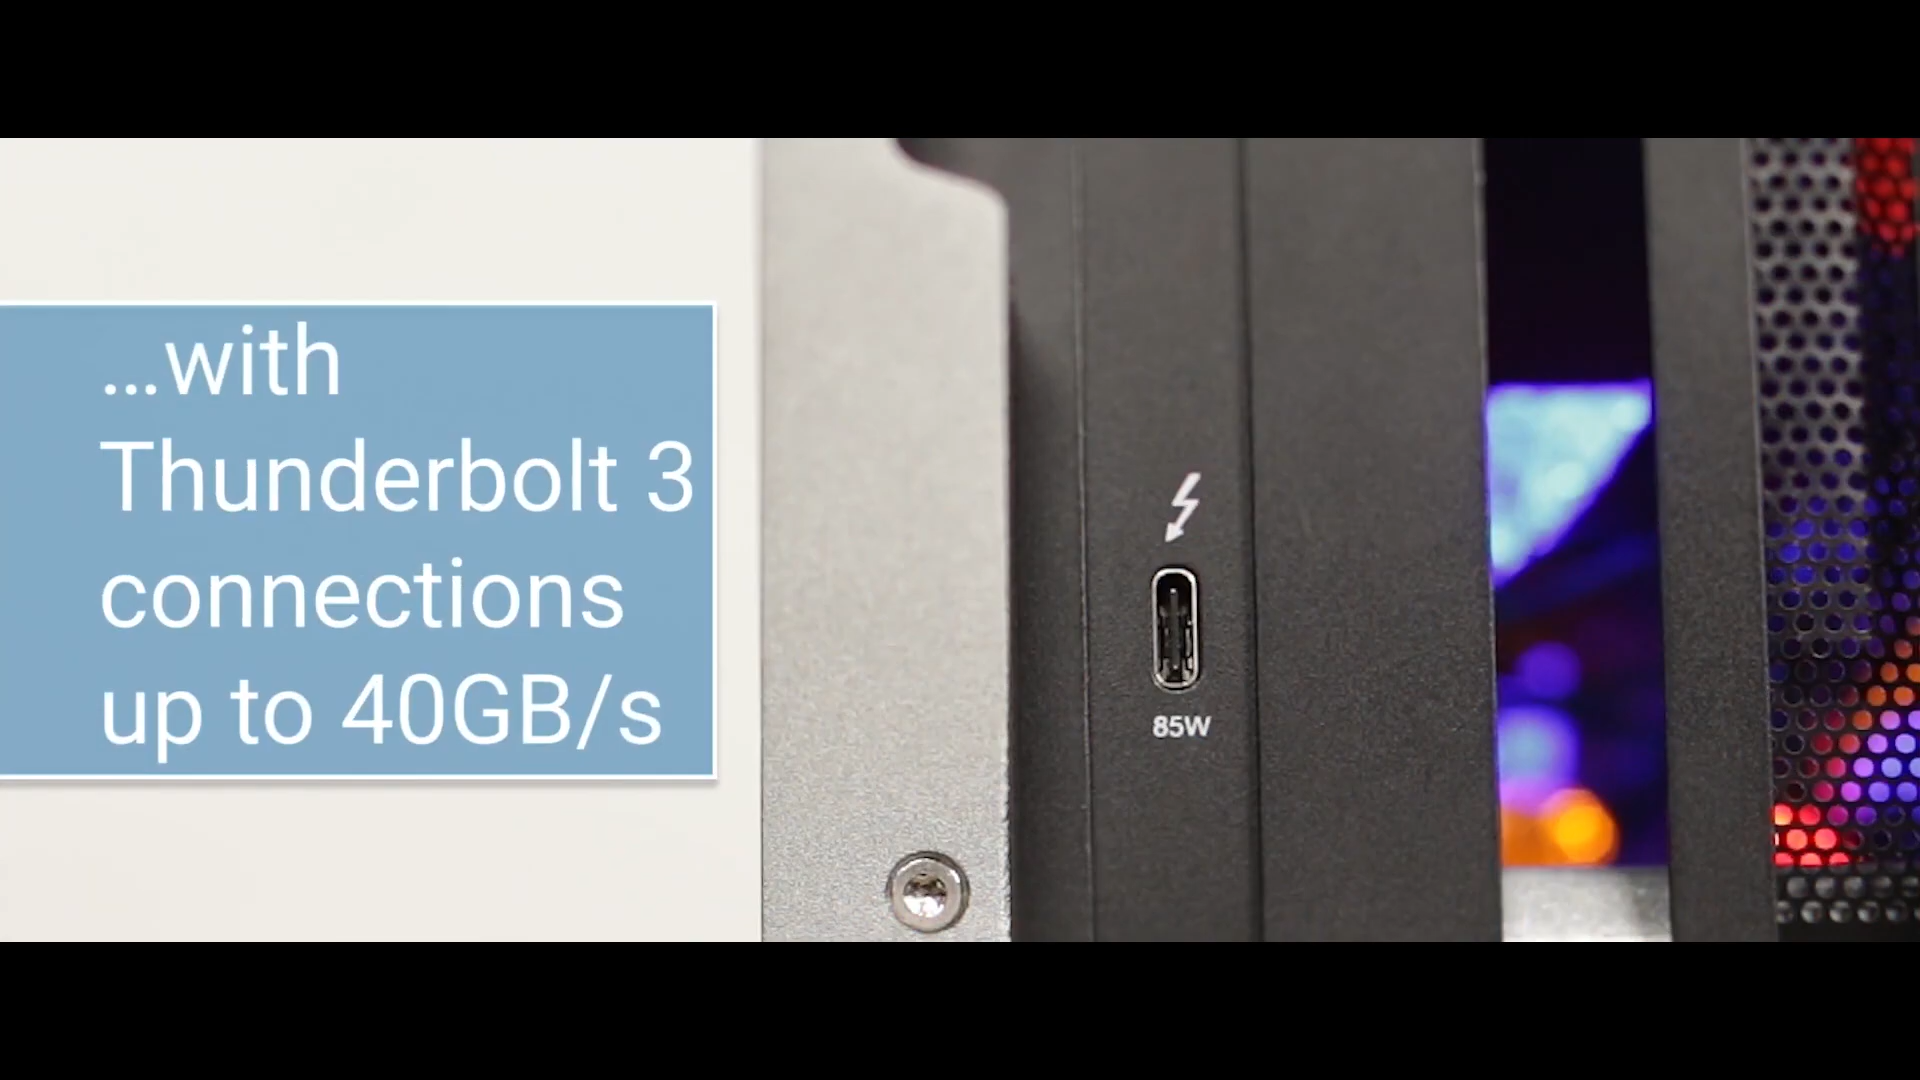 ...with
Thunderbolt 3
connections
up to 40GB/s
85W